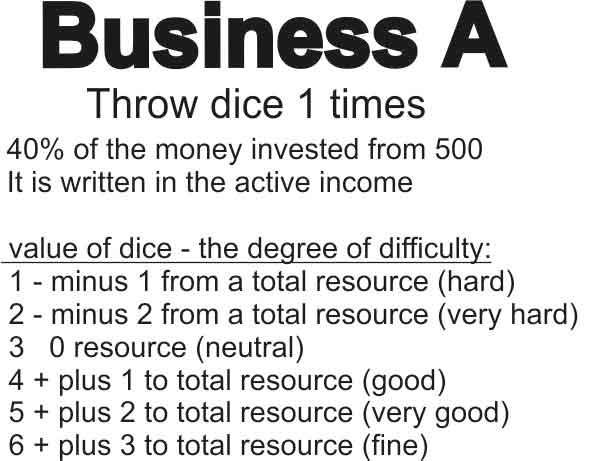 Business A
Throw dice 1 times
40% of the money invested from 500
It is written in the active income
value of dice - the degree of difficulty:
1 - minus 1 from a total resource (hard)
2 - minus 2 from a total resource (very hard)
3 0 resource (neutral)
4 + plus 1 to total resource (good)
5 + plus 2 to total resource (very good)
6 + plus 3 to total resource (fine)